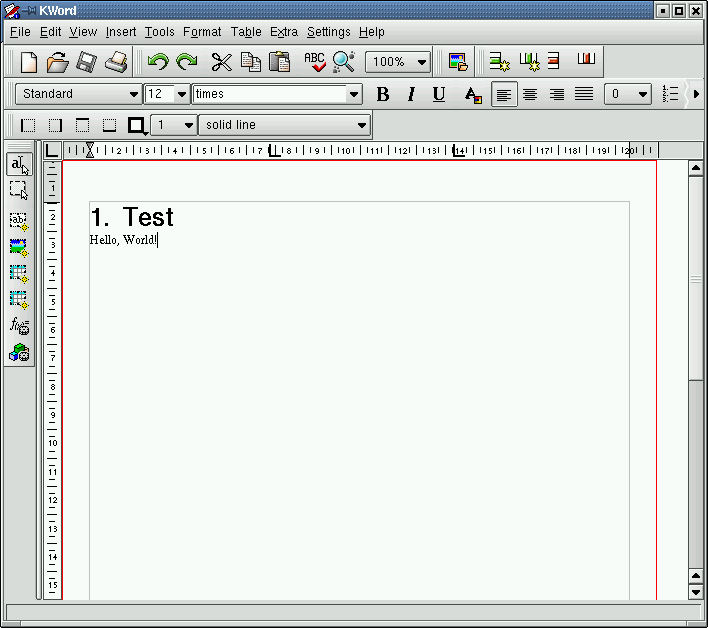 KWord
File Edit View Insert Tools Format Table Extra Settings Help
ABC 100%
Standard 12 times B I U A 0
1 solid line
1 2 3 4 5 6 7 8 9 10 11 12 13 14 15 16 17 18 19 20
a
ab
1
2
3
4
5
6
7
8
9
10
11
12
13
14
15
1. Test
Hello, World!